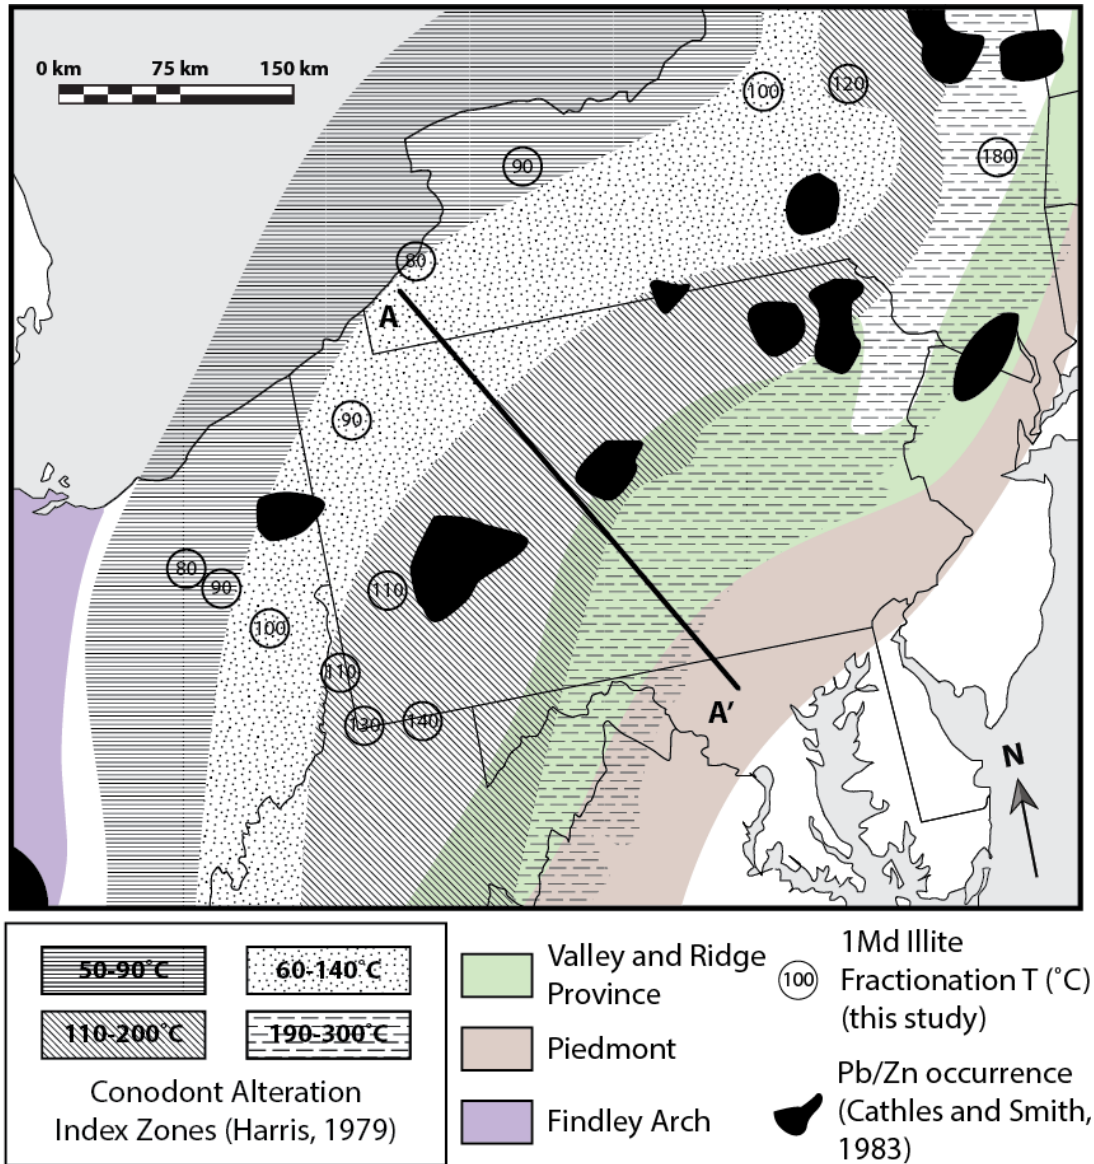 0 km 75 km 150 km
100
120
90
180
80
A
90
80
90
110
100
110
130
140
A’
N
50-90˚C
60-140˚C
110-200˚C
190-300˚C
Conodont Alteration
Index Zones (Harris, 1979)
Valley and Ridge
Province
Piedmont
Findley Arch
100
1Md Illite
Fractionation T (˚C)
(this study)
Pb/Zn occurrence
(Cathles and Smith,
1983)